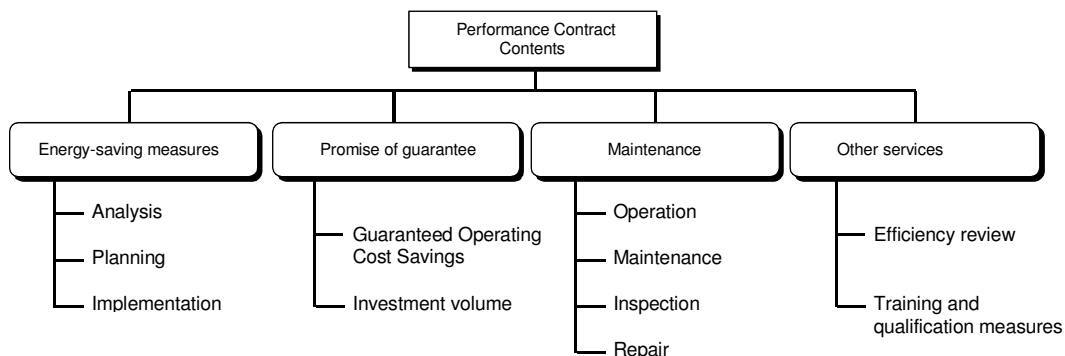 Performance Contract
Contents
Energy-saving measures
Promise of guarantee
Maintenance
Other services
Analysis
Planning
Implementation
Guaranteed Operating
Cost Savings
Investment volume
Operation
Maintenance
Inspection
Repair
Efficiency review
Training and
qualification measures